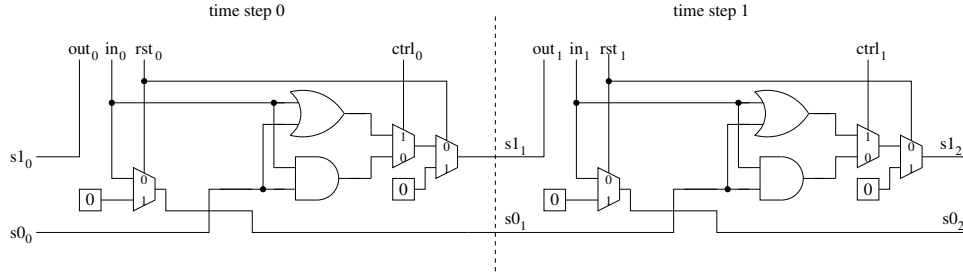 time step 0 time step 1
out₀ in₀ rst₀ ctrl₀ out₁ in₁ rst₁ ctrl₁
1 0 1 0
s1₀ 0 1 s1₁ 0 1 s1₂
0 0 0 0
0 1 0 1
s0₀ s0₁ s0₂